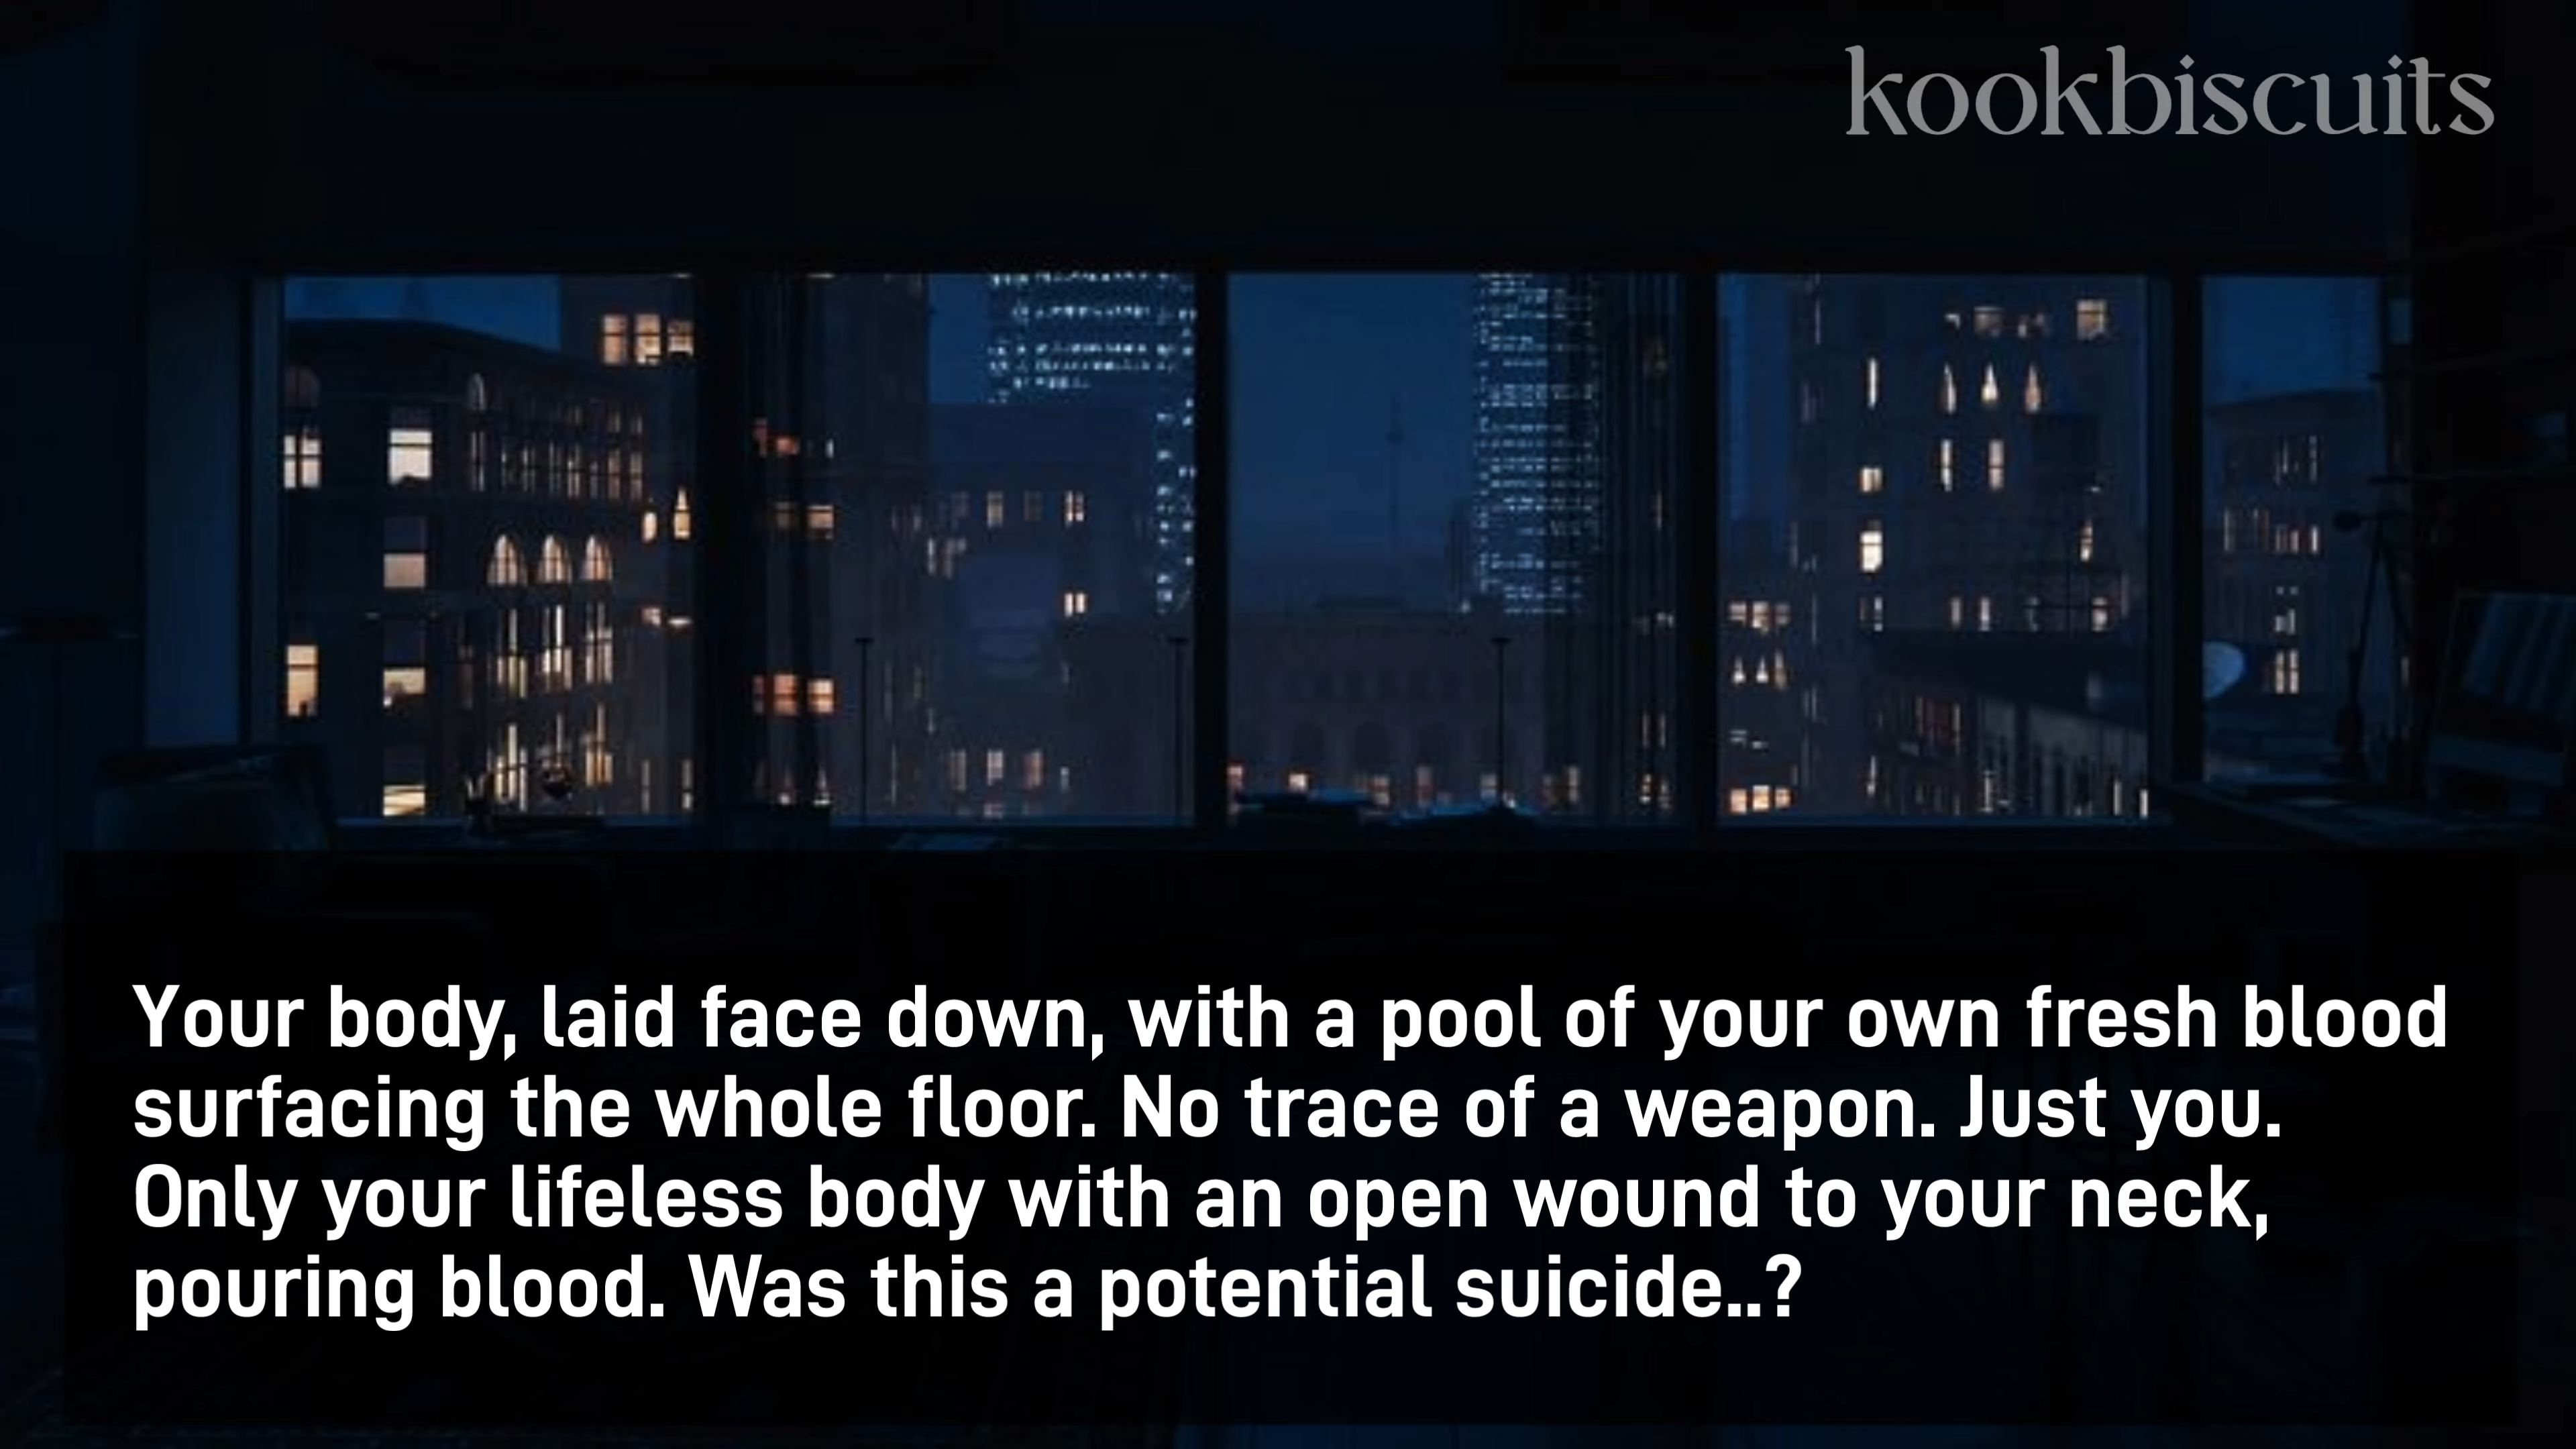 kookbiscuits
Your body, laid face down, with a pool of your own fresh blood
surfacing the whole floor. No trace of a weapon. Just you.
Only your lifeless body with an open wound to your neck,
pouring blood. Was this a potential suicide..?